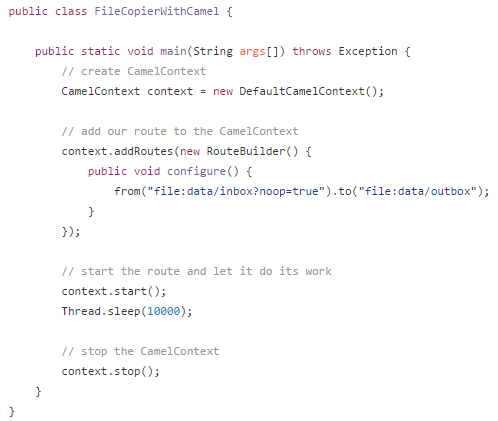 public class FileCopierWithCamel {

    public static void main(String args[]) throws Exception {
        // create CamelContext
        CamelContext context = new DefaultCamelContext();

        // add our route to the CamelContext
        context.addRoutes(new RouteBuilder() {
            public void configure() {
                from("file:data/inbox?noop=true").to("file:data/outbox");
            }
        });

        // start the route and let it do its work
        context.start();
        Thread.sleep(10000);

        // stop the CamelContext
        context.stop();
    }
}